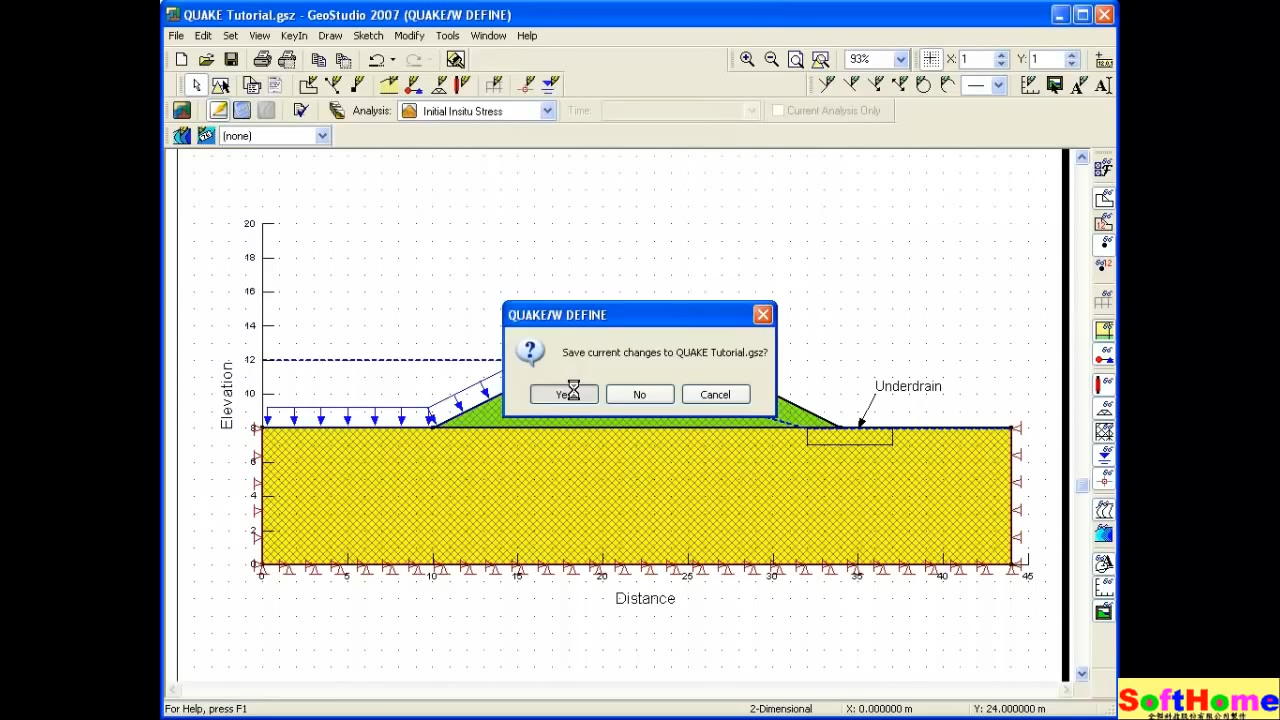 QUAKE Tutorial.gsz - GeoStudio 2007 (QUAKE/W DEFINE)
File Edit Set View KeyIn Draw Sketch Modify Tools Window Help
93% X: 1 Y: 1
Analysis: Initial Insitu Stress Time: Current Analysis Only
(none)
20
18
16
14
12
10
8
6
4
2
0
Elevation
QUAKE/W DEFINE
Save current changes to QUAKE Tutorial.gsz?
Yes No Cancel
Underdrain
0 5 10 15 20 25 30 35 40 45
Distance
For Help, press F1 2-Dimensional X: 0.000000 m Y: 24.000000 m
SoftHome